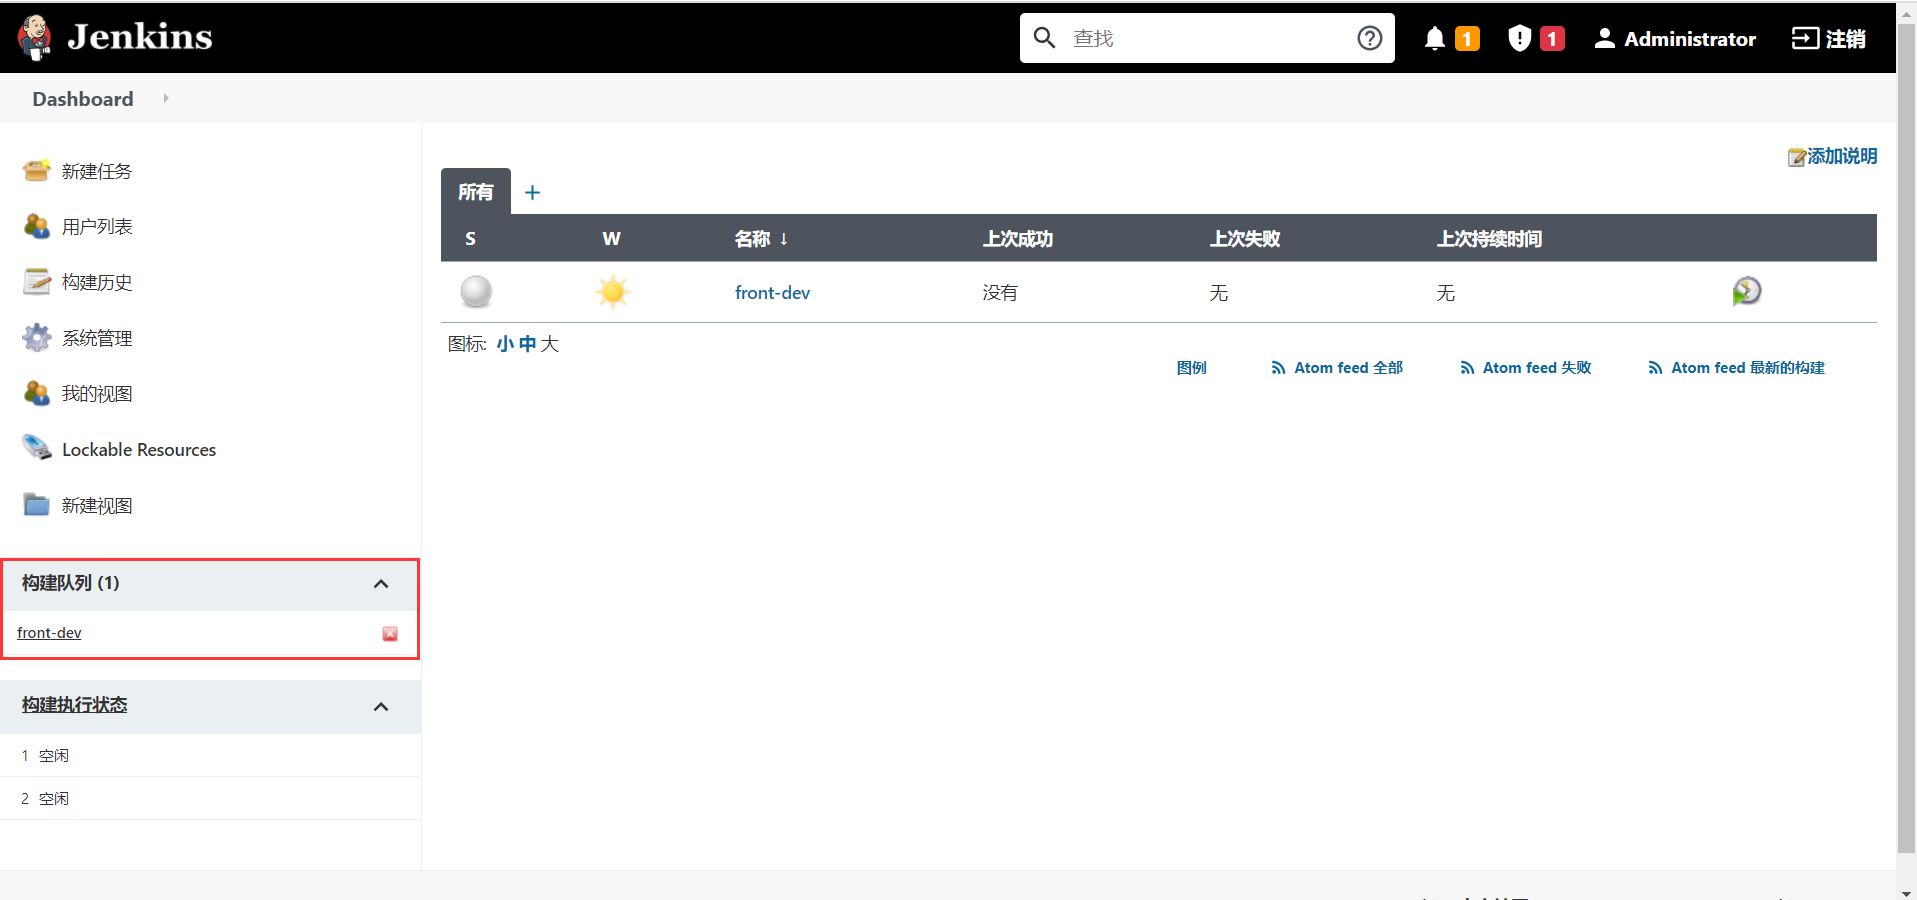 Jenkins
查找
1
1
Administrator
注销
Dashboard
新建任务
用户列表
构建历史
系统管理
我的视图
Lockable Resources
新建视图
构建队列 (1)
front-dev
构建执行状态
1 空闲
2 空闲
添加说明
所有 +
S W 名称 ↓ 上次成功 上次失败 上次持续时间
front-dev 没有 无 无
图标: 小 中 大
图例 Atom feed 全部 Atom feed 失败 Atom feed 最新的构建